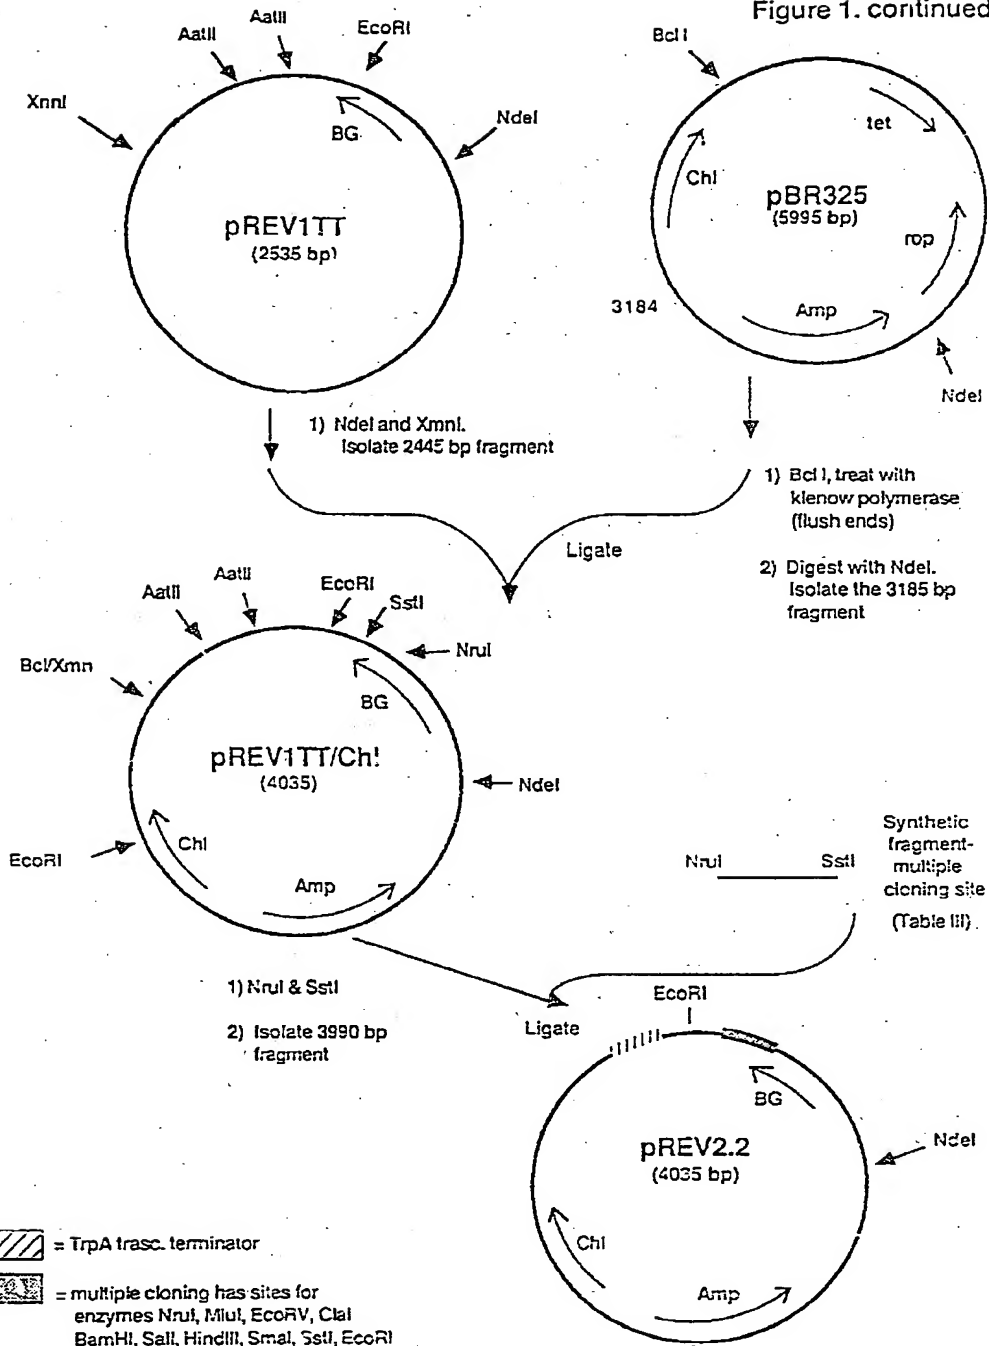 Figure 1. continued
AatII
AatII
EcoRI
XnnI
NdeI
BG
pREV1TT
(2535 bp)
Bcl I
tet
Chl
pBR325
(5995 bp)
rop
3184
Amp
NdeI
1) NdeI and XmnI.
Isolate 2445 bp fragment
1) Bcl I, treat with
klenow polymerase
(flush ends)
2) Digest with NdeI.
Isolate the 3185 bp
fragment
Ligate
AatII
AatII
EcoRI
SstI
NruI
Bcl/Xmn
BG
pREV1TT/Chl
(4035)
NdeI
EcoRI
Chl
Amp
Synthetic
fragment-
multiple
cloning site
(Table III)
NruI SstI
1) NruI & SstI
2) Isolate 3990 bp
fragment
Ligate
EcoRI
BG
pREV2.2
(4035 bp)
NdeI
Chl
Amp
= TrpA trasc. terminator
= multiple cloning has sites for
enzymes NruI, MluI, EcoRV, ClaI
BamHI, SalI, HindIII, SmaI, SstI, EcoRI